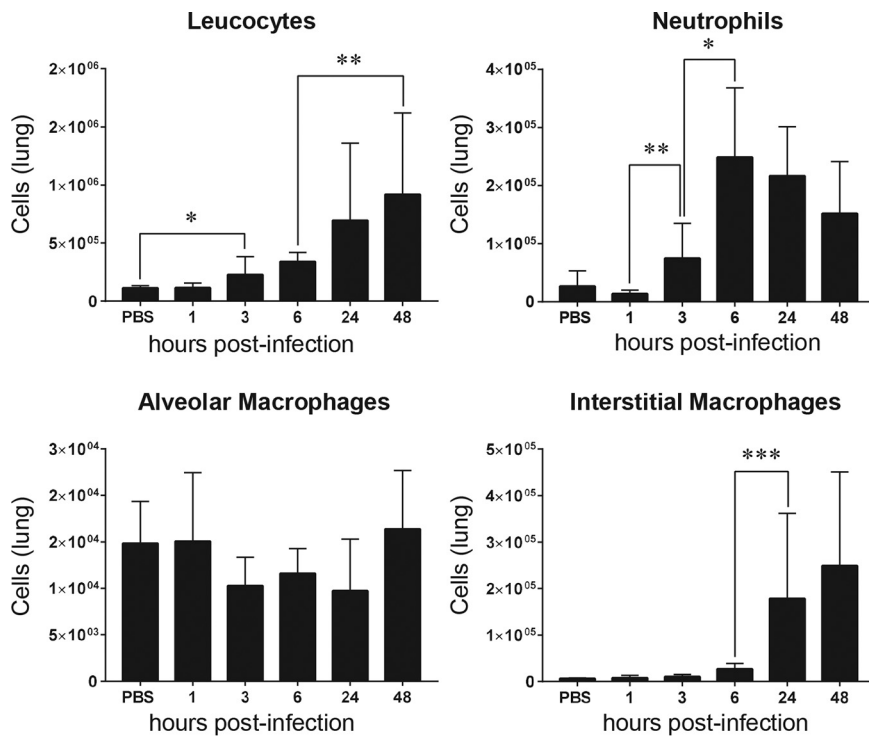 Leucocytes
Cells (lung)
2×10⁰⁶
2×10⁰⁶
1×10⁰⁶
5×10⁰⁵
0
*
**
PBS 1 3 6 24 48
hours post-infection
Neutrophils
Cells (lung)
4×10⁰⁵
3×10⁰⁵
2×10⁰⁵
1×10⁰⁵
0
**
*
PBS 1 3 6 24 48
hours post-infection
Alveolar Macrophages
Cells (lung)
3×10⁰⁴
2×10⁰⁴
2×10⁰⁴
1×10⁰⁴
5×10⁰³
0
PBS 1 3 6 24 48
hours post-infection
Interstitial Macrophages
Cells (lung)
5×10⁰⁵
4×10⁰⁵
3×10⁰⁵
2×10⁰⁵
1×10⁰⁵
0
***
PBS 1 3 6 24 48
hours post-infection